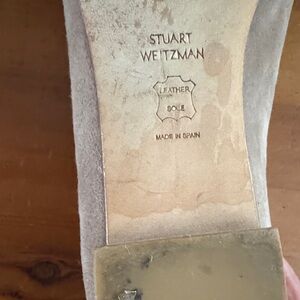 STUART
WEITZMAN
LEATHER
SOLE
MADE IN SPAIN